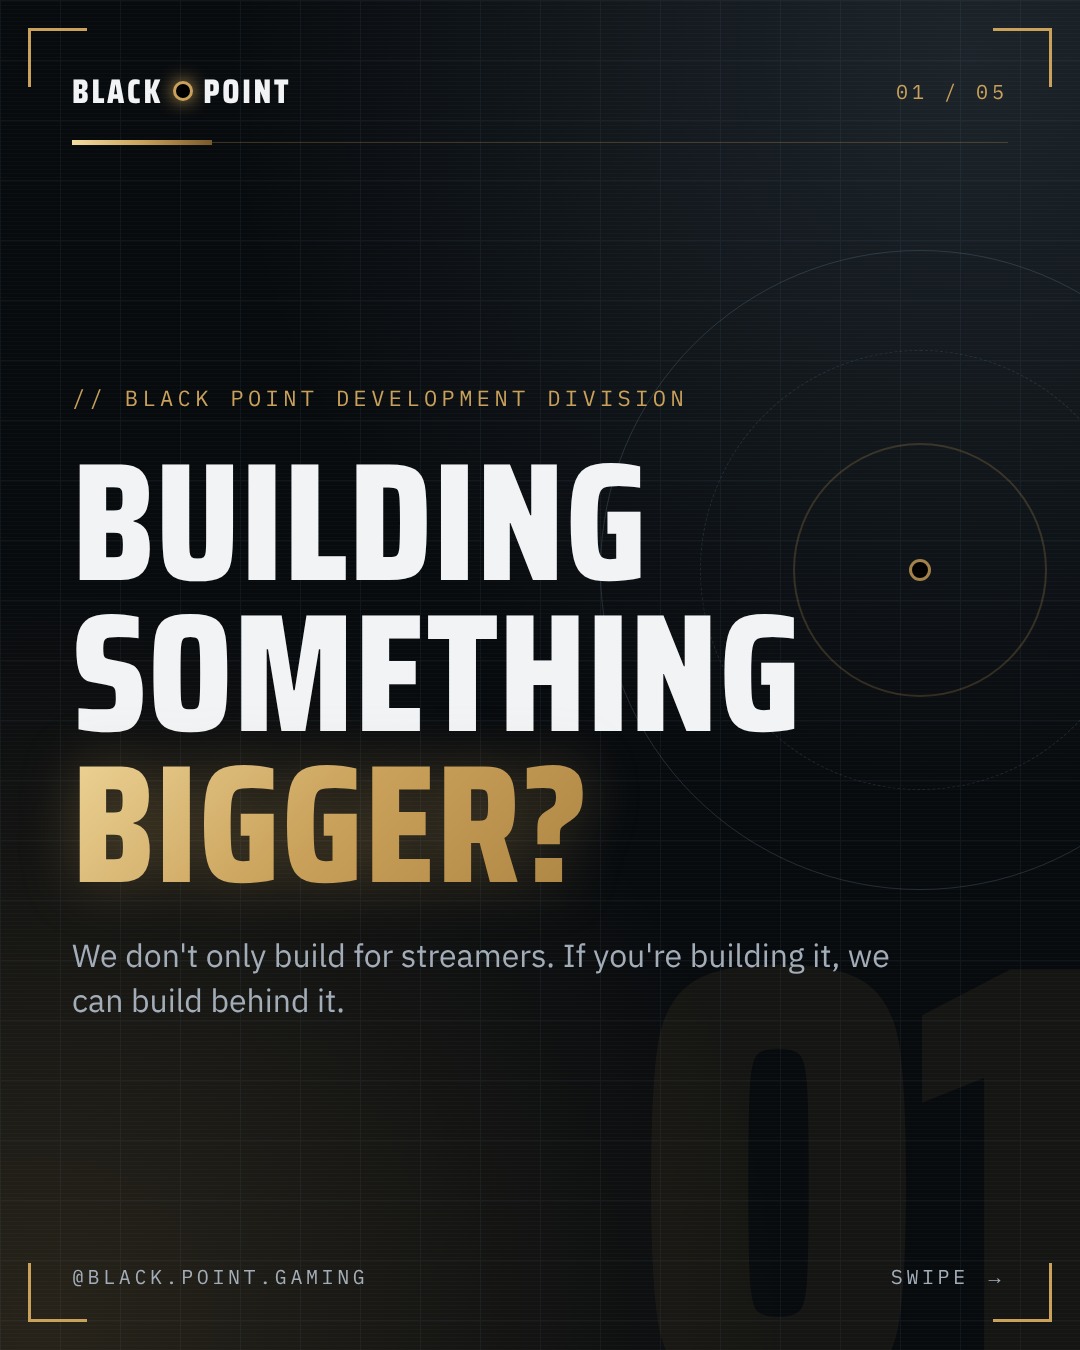 BLACK POINT
01 / 05
// BLACK POINT DEVELOPMENT DIVISION
BUILDING
SOMETHING
BIGGER?
We don't only build for streamers. If you're building it, we
can build behind it.
01
@BLACK.POINT.GAMING
SWIPE →